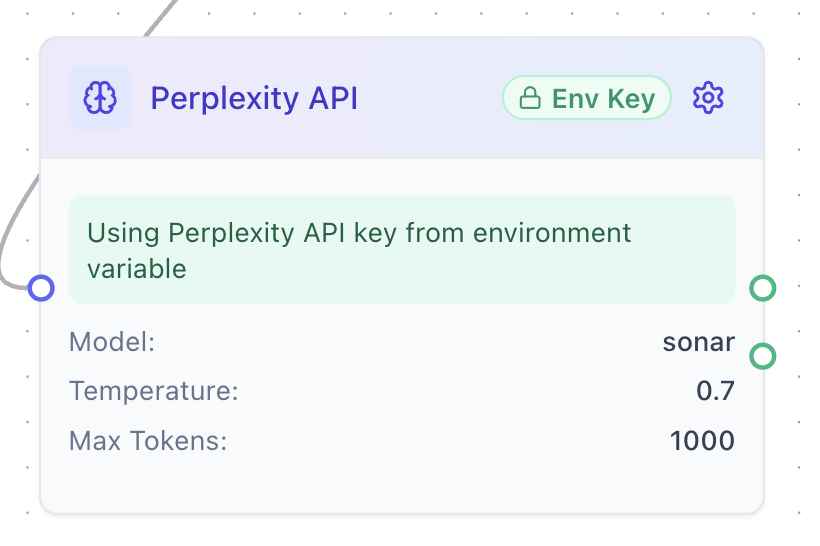 Perplexity API
Env Key
Using Perplexity API key from environment
variable
Model: sonar
Temperature: 0.7
Max Tokens: 1000